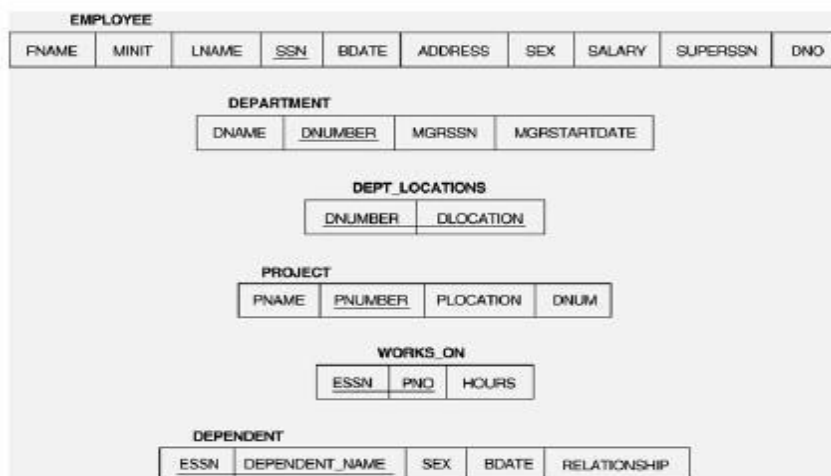 EMPLOYEE
FNAME MINIT LNAME SSN BDATE ADDRESS SEX SALARY SUPERSSN DNO
DEPARTMENT
DNAME DNUMBER MGRSSN MGRSTARTDATE
DEPT_LOCATIONS
DNUMBER DLOCATION
PROJECT
PNAME PNUMBER PLOCATION DNUM
WORKS_ON
ESSN PNO HOURS
DEPENDENT
ESSN DEPENDENT_NAME SEX BDATE RELATIONSHIP